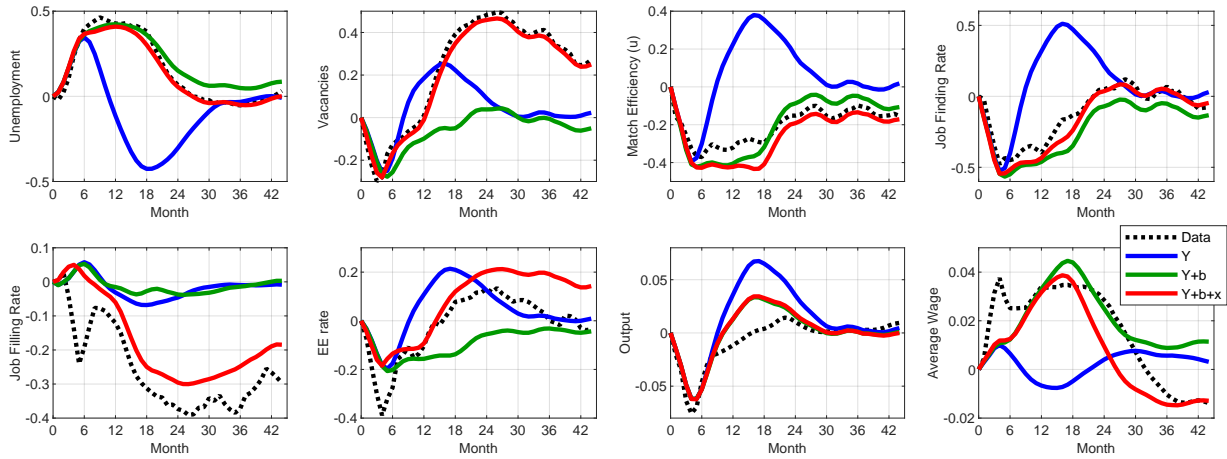 Unemployment
0.5
0
-0.5
0 6 12 18 24 30 36 42
Month
Vacancies
0.4
0.2
0
-0.2
0 6 12 18 24 30 36 42
Month
Match Efficiency (u)
0.4
0.2
0
-0.2
-0.4
0 6 12 18 24 30 36 42
Month
Job Finding Rate
0.5
0
-0.5
0 6 12 18 24 30 36 42
Month
Job Filling Rate
0.1
0
-0.1
-0.2
-0.3
-0.4
0 6 12 18 24 30 36 42
Month
EE rate
0.2
0
-0.2
-0.4
0 6 12 18 24 30 36 42
Month
Output
0.05
0
-0.05
0 6 12 18 24 30 36 42
Month
Average Wage
0.04
0.02
0
-0.02
0 6 12 18 24 30 36 42
Month
Data
Y
Y+b
Y+b+x